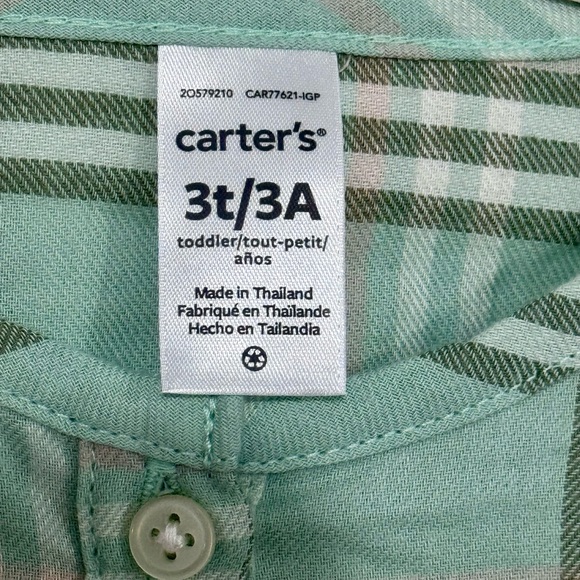 20579210 CAR77621-IGP
carter's®
3t/3A
toddler/tout-petit/
años
Made in Thailand
Fabriqué en Thaïlande
Hecho en Tailandia